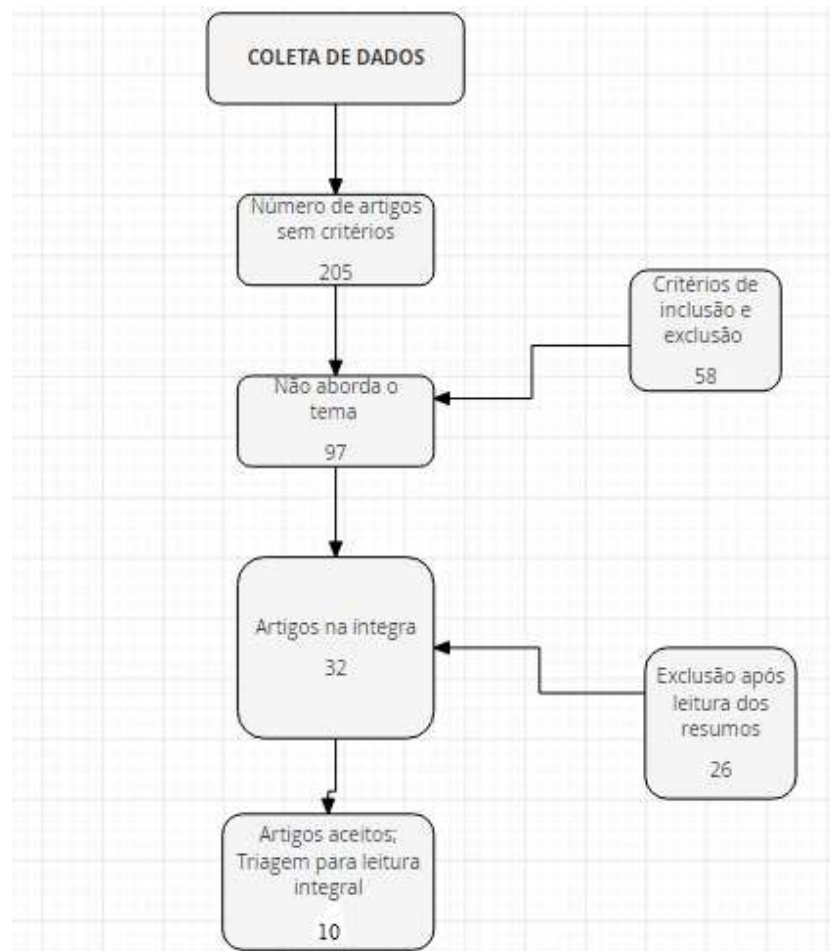 COLETA DE DADOS
Número de artigos
sem critérios
205
Critérios de
inclusão e
exclusão
58
Não aborda o
tema
97
Artigos na íntegra
32
Exclusão após
leitura dos
resumos
26
Artigos aceitos;
Triagem para leitura
integral
10